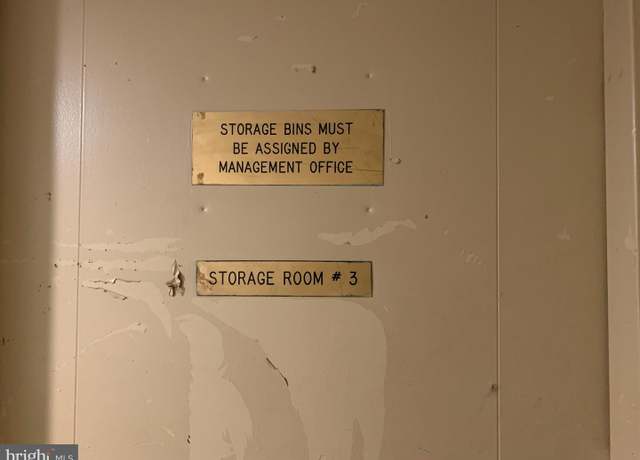 STORAGE BINS MUST
BE ASSIGNED BY
MANAGEMENT OFFICE
STORAGE ROOM # 3
bright MLS